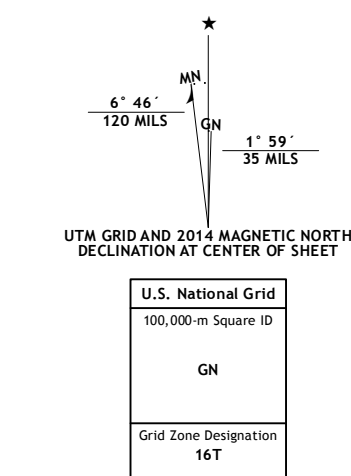 ★
MN
6° 46´
120 MILS
GN
1° 59´
35 MILS
UTM GRID AND 2014 MAGNETIC NORTH
DECLINATION AT CENTER OF SHEET
U.S. National Grid
100,000-m Square ID
GN
Grid Zone Designation
16T